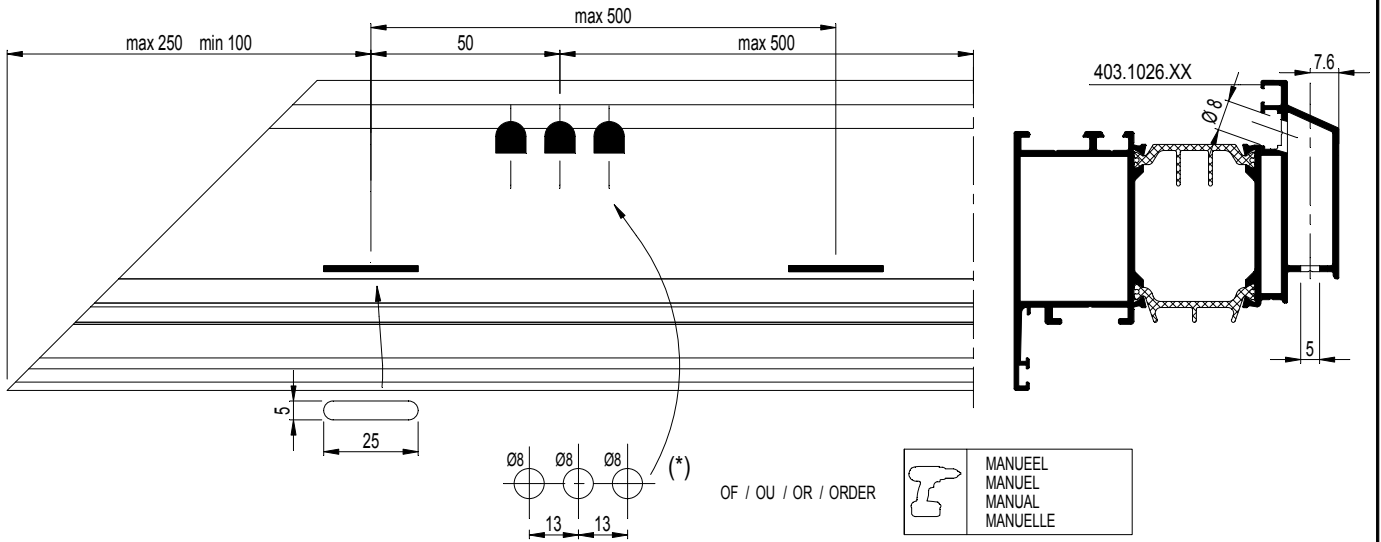 max 500
max 250 min 100
50
max 500
403.1026.XX
7.6
Ø 8
5
5
25
Ø8 Ø8 Ø8 (*)
13 13
OF / OU / OR / ORDER
MANUEEL
MANUEL
MANUAL
MANUELLE